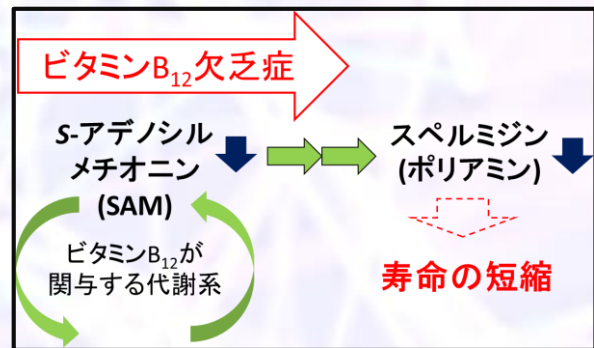 ビタミンB12欠乏症
S-アデノシル
メチオニン
(SAM)
スペルミジン
(ポリアミン)
ビタミンB12が
関与する代謝系
寿命の短縮